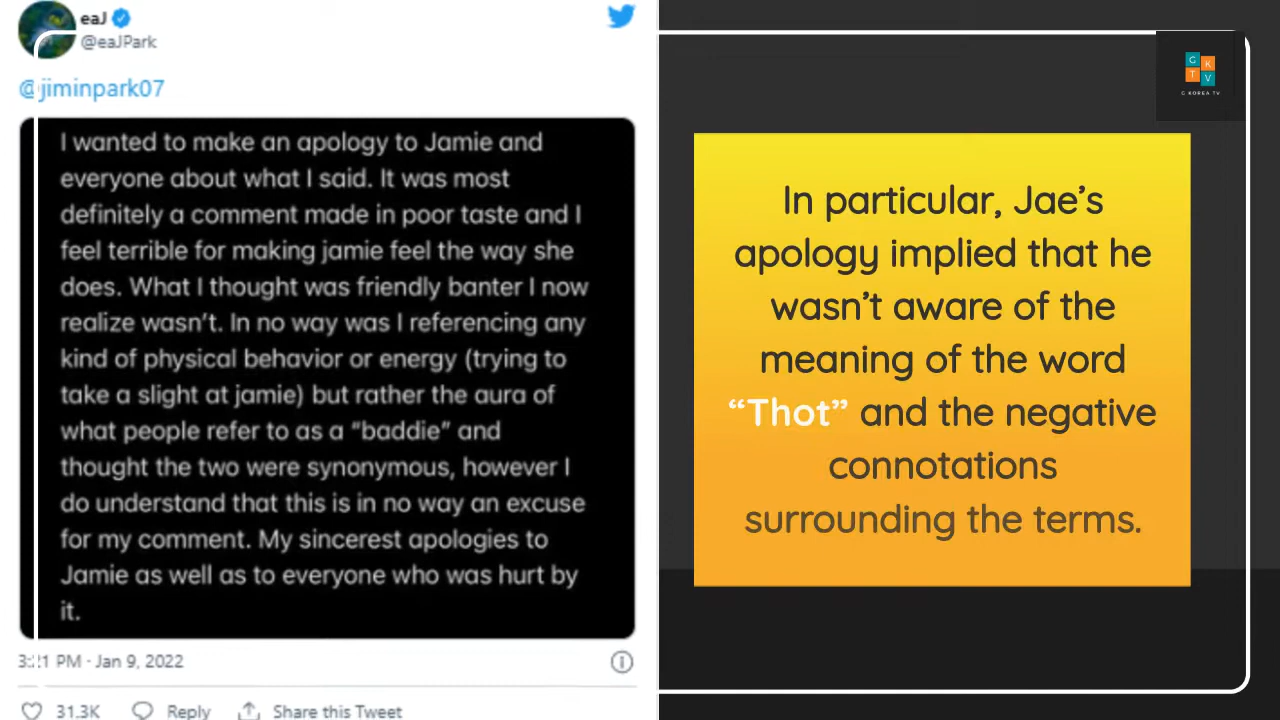 eaJ
@eaJPark
@jiminpark07
I wanted to make an apology to Jamie and
everyone about what I said. It was most
definitely a comment made in poor taste and I
feel terrible for making jamie feel the way she
does. What I thought was friendly banter I now
realize wasn't. In no way was I referencing any
kind of physical behavior or energy (trying to
take a slight at jamie) but rather the aura of
what people refer to as a "baddie" and
thought the two were synonymous, however I
do understand that this is in no way an excuse
for my comment. My sincerest apologies to
Jamie as well as to everyone who was hurt by
it.
PM · Jan 9, 2022
31.3K Reply Share this Tweet
G K
T V
G KOREA TV
In particular, Jae's
apology implied that he
wasn't aware of the
meaning of the word
“Thot” and the negative
connotations
surrounding the terms.